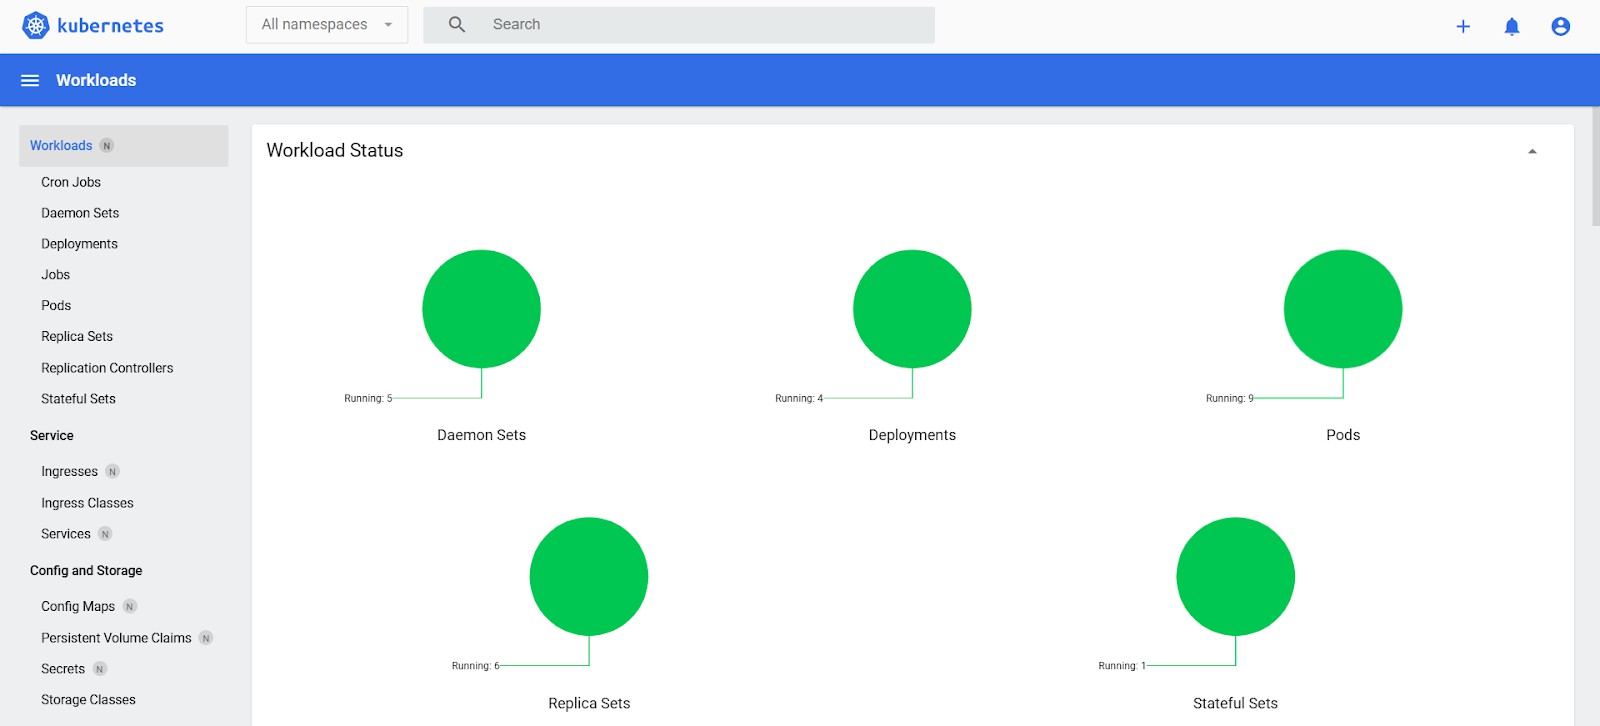 kubernetes
All namespaces
Search
Workloads
Workloads N
Cron Jobs
Daemon Sets
Deployments
Jobs
Pods
Replica Sets
Replication Controllers
Stateful Sets
Service
Ingresses N
Ingress Classes
Services N
Config and Storage
Config Maps N
Persistent Volume Claims N
Secrets N
Storage Classes
Workload Status
Running: 5
Daemon Sets
Running: 4
Deployments
Running: 9
Pods
Running: 6
Replica Sets
Running: 1
Stateful Sets